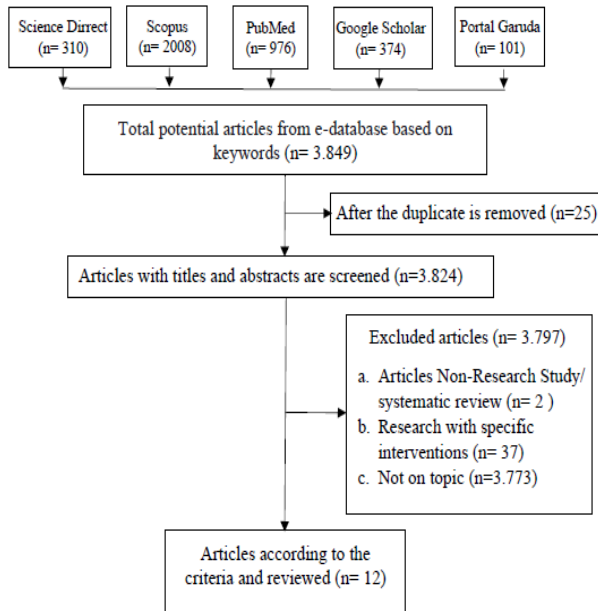 Science Dirrect
(n= 310)
Scopus
(n= 2008)
PubMed
(n= 976)
Google Scholar
(n= 374)
Portal Garuda
(n= 101)
Total potential articles from e-database based on
keywords (n= 3.849)
After the duplicate is removed (n=25)
Articles with titles and abstracts are screened (n=3.824)
Excluded articles (n= 3.797)
a. Articles Non-Research Study/
systematic review (n= 2 )
b. Research with specific
interventions (n= 37)
c. Not on topic (n=3.773)
Articles according to the
criteria and reviewed (n= 12)